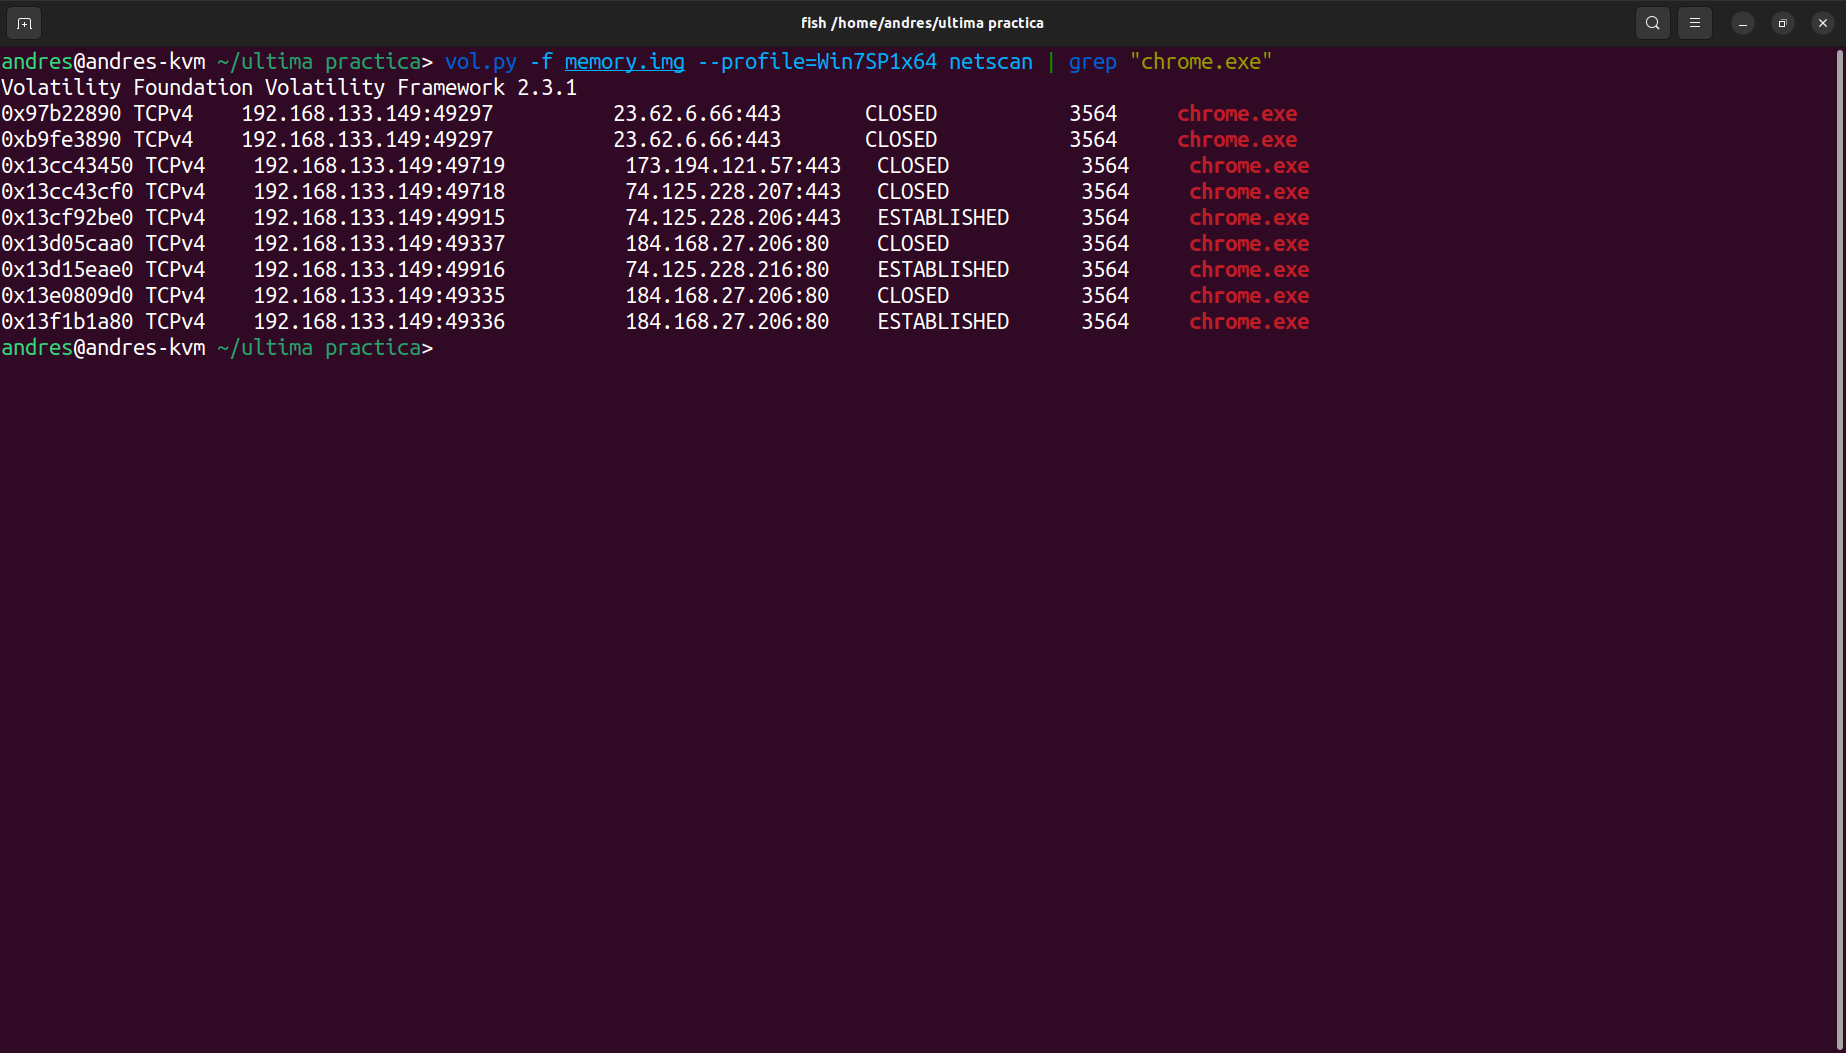 fish /home/andres/ultima practica
andres@andres-kvm ~/ultima practica> vol.py -f memory.img --profile=Win7SP1x64 netscan | grep "chrome.exe"
Volatility Foundation Volatility Framework 2.3.1
0x97b22890 TCPv4    192.168.133.149:49297          23.62.6.66:443       CLOSED           3564     chrome.exe
0xb9fe3890 TCPv4    192.168.133.149:49297          23.62.6.66:443       CLOSED           3564     chrome.exe
0x13cc43450 TCPv4    192.168.133.149:49719          173.194.121.57:443   CLOSED           3564     chrome.exe
0x13cc43cf0 TCPv4    192.168.133.149:49718          74.125.228.207:443   CLOSED           3564     chrome.exe
0x13cf92be0 TCPv4    192.168.133.149:49915          74.125.228.206:443   ESTABLISHED      3564     chrome.exe
0x13d05caa0 TCPv4    192.168.133.149:49337          184.168.27.206:80    CLOSED           3564     chrome.exe
0x13d15eae0 TCPv4    192.168.133.149:49916          74.125.228.216:80    ESTABLISHED      3564     chrome.exe
0x13e0809d0 TCPv4    192.168.133.149:49335          184.168.27.206:80    CLOSED           3564     chrome.exe
0x13f1b1a80 TCPv4    192.168.133.149:49336          184.168.27.206:80    ESTABLISHED      3564     chrome.exe
andres@andres-kvm ~/ultima practica>